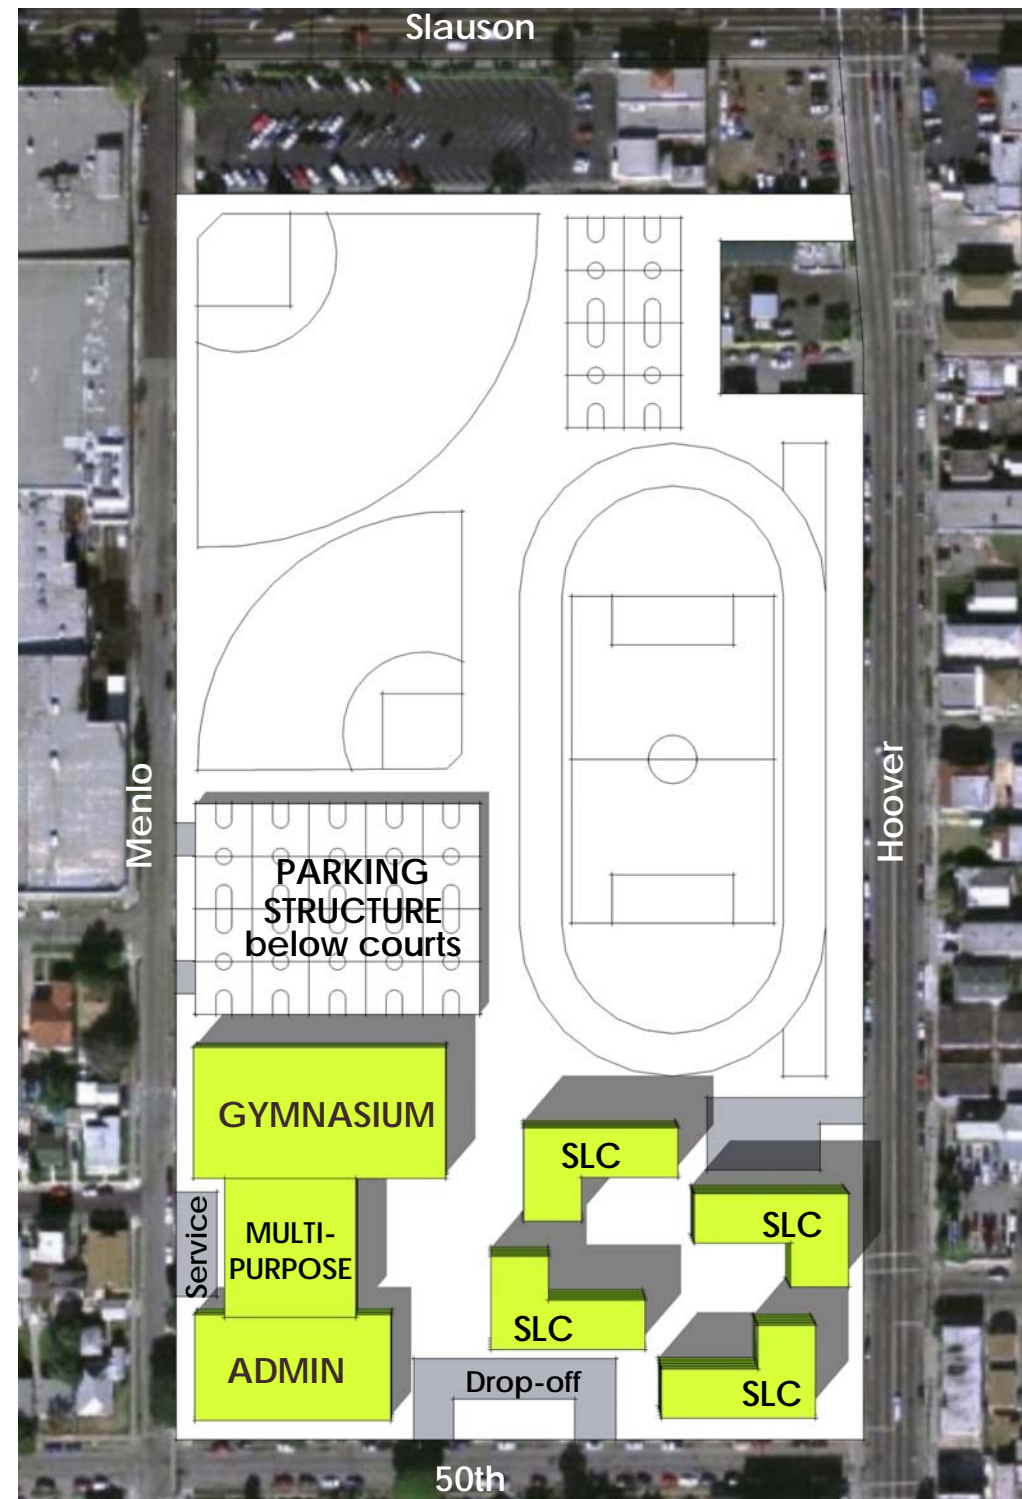 Slauson
Menlo
Hoover
PARKING
STRUCTURE
below courts
GYMNASIUM
SLC
Service
MULTI-
PURPOSE
SLC
SLC
ADMIN
Drop-off
SLC
50th